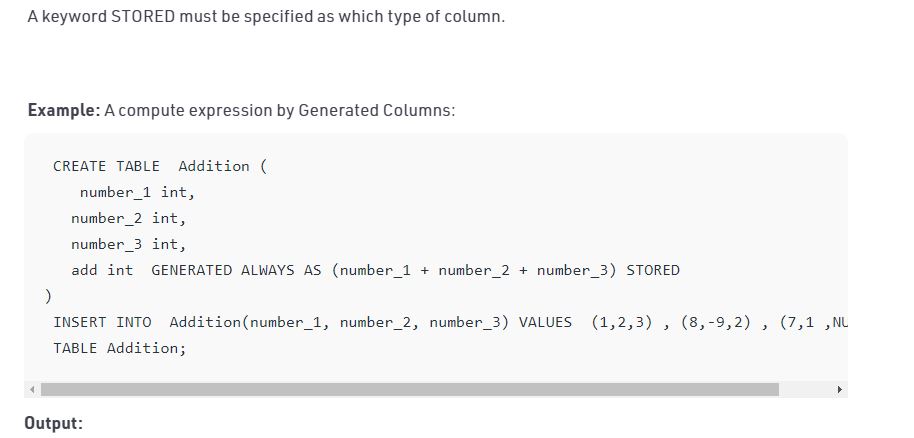 A keyword STORED must be specified as which type of column.
Example: A compute expression by Generated Columns:
CREATE TABLE Addition (
number_1 int,
number_2 int,
number_3 int,
add int GENERATED ALWAYS AS (number_1 + number_2 + number_3) STORED
)
INSERT INTO Addition(number_1, number_2, number_3) VALUES (1,2,3) , (8,-9,2) , (7,1 ,NU
TABLE Addition;
Output: